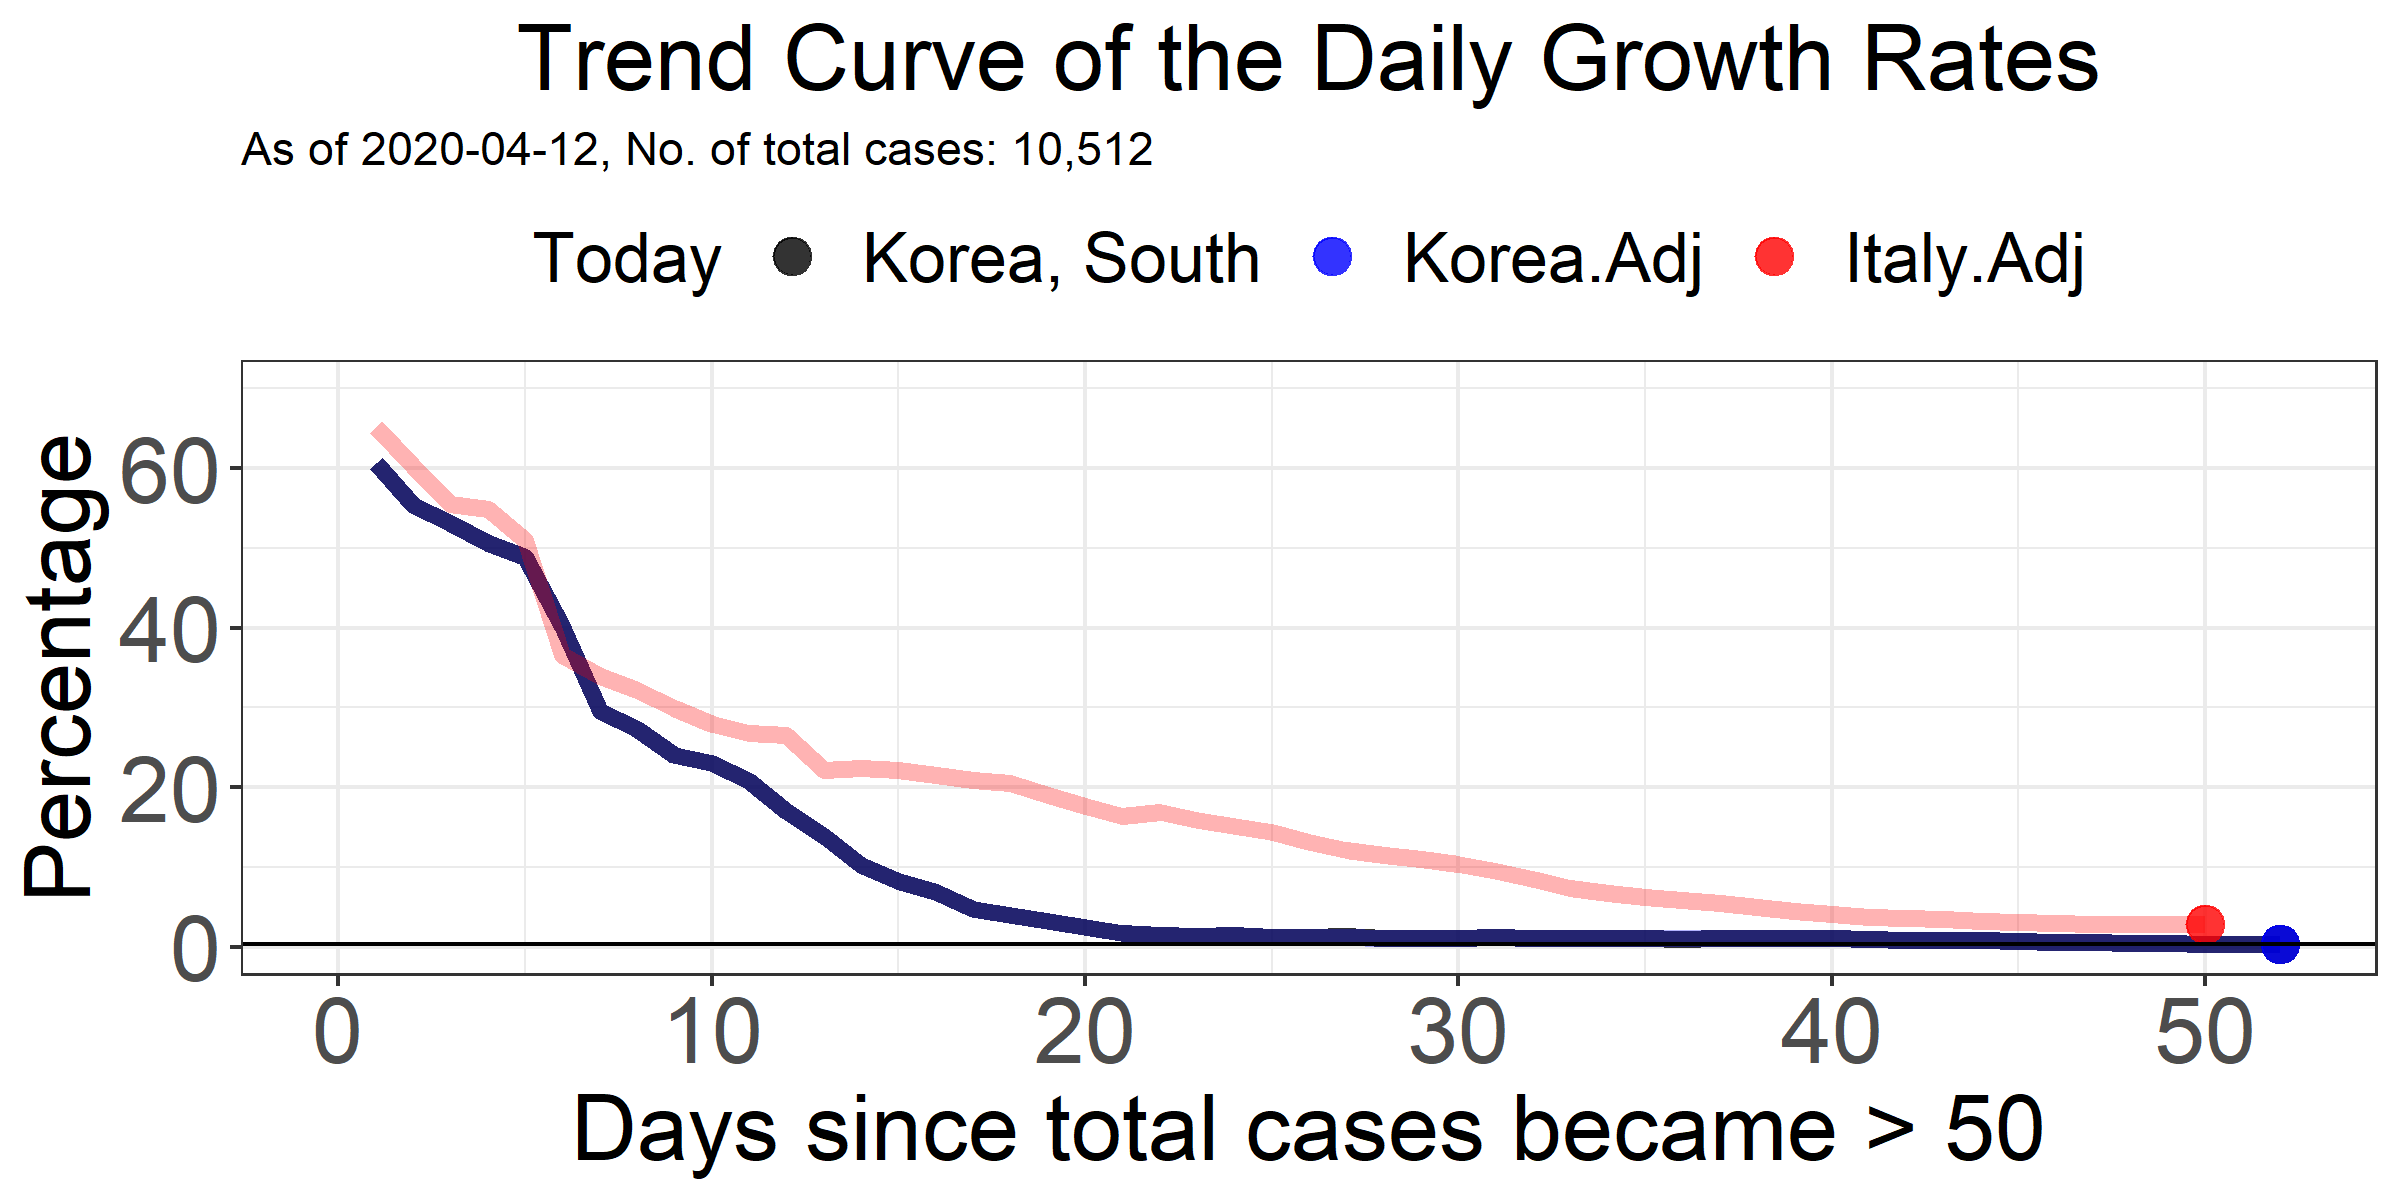 Trend Curve of the Daily Growth Rates
As of 2020-04-12, No. of total cases: 10,512
Today Korea, South Korea.Adj Italy.Adj
Percentage
60
40
20
0
0 10 20 30 40 50
Days since total cases became > 50